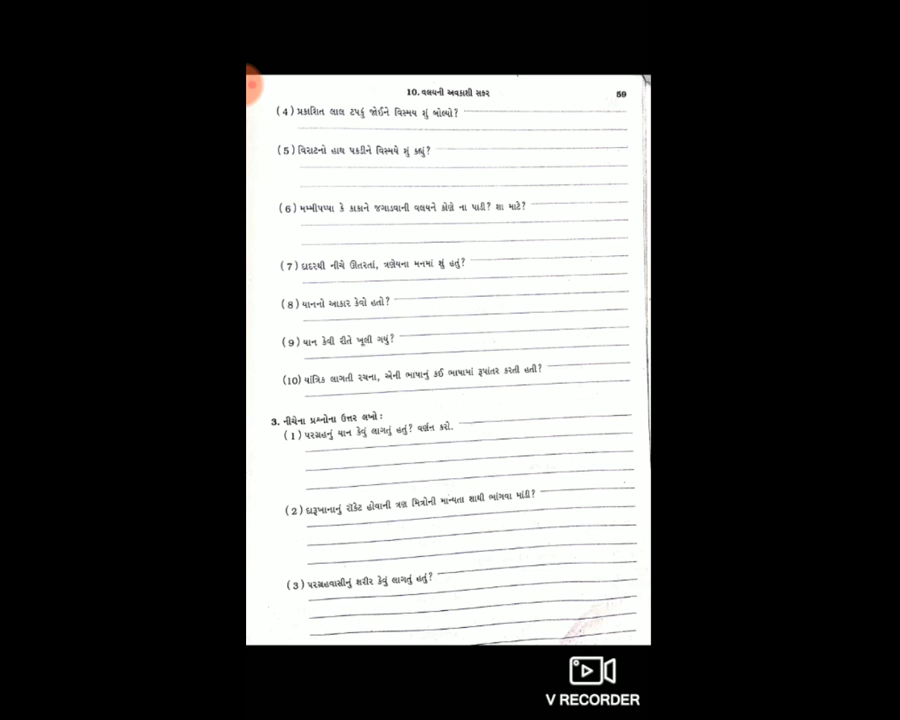 10. વલયની અવકાશી સફર 59
(4) પ્રકાશિત લાલ ટપકું જોઈને વિસ્મય શું બોલ્યો?
(5) વિરાટનો હાથ પકડીને વિસ્મયે શું કહ્યું?
(6) મમ્મીપપ્પા કે કાકાને જગાડવાની વલયને કોણે ના પાડી? શા માટે?
(7) દાદરથી નીચે ઊતરતાં, ત્રણેયના મનમાં શું હતું?
(8) યાનનો આકાર કેવો હતો?
(9) યાન કેવી રીતે ખૂલી ગયું?
(10) યાંત્રિક લાગતી રચના, એની ભાષાનું કઈ ભાષામાં રૂપાંતર કરતી હતી?
3. નીચેના પ્રશ્નોના ઉત્તર લખો :
(1) પરગ્રહનું યાન કેવું લાગતું હતું? વર્ણન કરો.
(2) દારૂખાનાનું રૉકેટ હોવાની ત્રણ મિત્રોની માન્યતા શાથી ભાંગવા માંડી?
(3) પરગ્રહવાસીનું શરીર કેવું લાગતું હતું?
V RECORDER